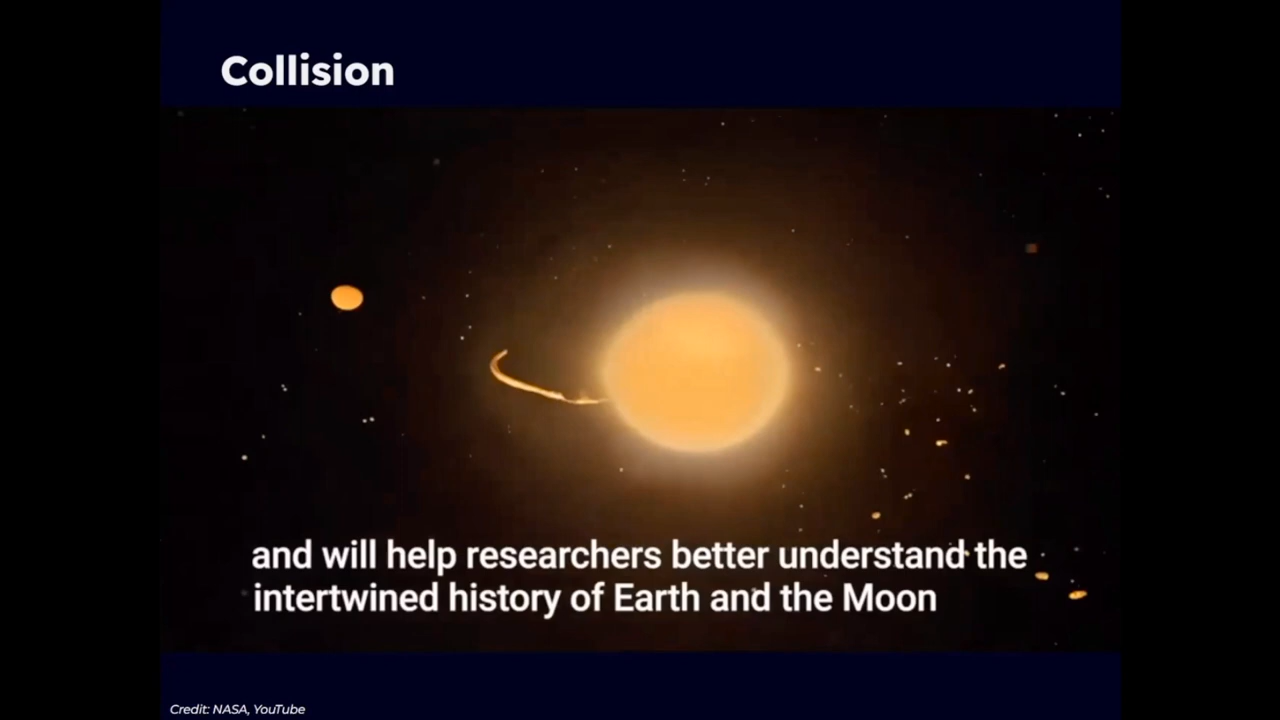 Collision
and will help researchers better understand the
intertwined history of Earth and the Moon
Credit: NASA, YouTube